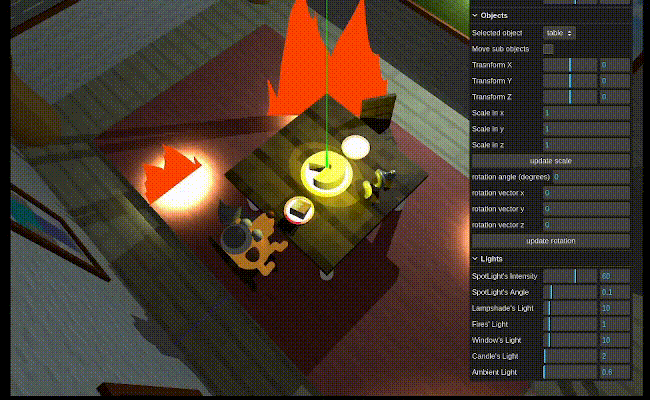 Objects
Selected object table
Move sub objects
Trasnform X 0
Transform Y 0
Transform Z 0
Scale in x 1
Scale in y 1
Scale in z 1
update scale
rotation angle (degrees) 0
rotation vector x 0
rotation vector y 0
rotation vector z 0
update rotation
Lights
SpotLight's Intensity 60
SpotLight's Angle 0.1
Lampshade's Light 10
Fires' Light 1
Window's Light 10
Candle's Light 2
Ambient Light 0.6